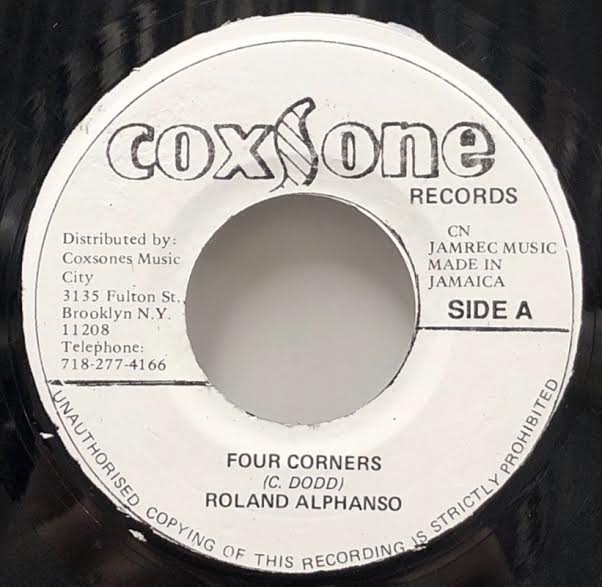 coxsone
RECORDS
Distributed by:
Coxsones Music
City
3135 Fulton St.
Brooklyn N.Y.
11208
Telephone:
718-277-4166
CN
JAMREC MUSIC
MADE IN
JAMAICA
SIDE A
FOUR CORNERS
(C. DODD)
ROLAND ALPHANSO
UNAUTHORISED COPYING OF THIS RECORDING IS STRICTLY PROHIBITED